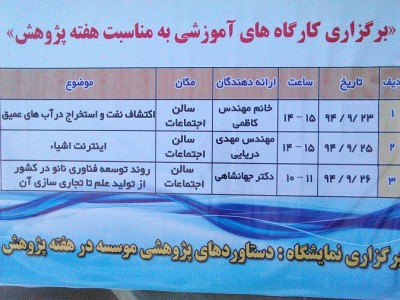 «برگزاری کارگاه های آموزشی به مناسبت هفته پژوهش»
ردیف تاریخ ساعت ارائه دهندگان مکان موضوع
۱ ۹۴/۹/۲۳ ۱۴-۱۵ خانم مهندس کاظمی سالن اجتماعات اکتشاف نفت و استخراج در آب های عمیق
۲ ۹۴/۹/۲۵ ۱۴-۱۵ مهندس مهدی دریایی سالن اجتماعات اینترنت اشیاء
۳ ۹۴/۹/۲۶ ۱۰-۱۱ دکتر جهانشاهی سالن اجتماعات روند توسعه فناوری نانو در کشور از تولید علم تا تجاری سازی آن
برگزاری نمایشگاه : دستاوردهای پژوهشی موسسه در هفته پژوهش